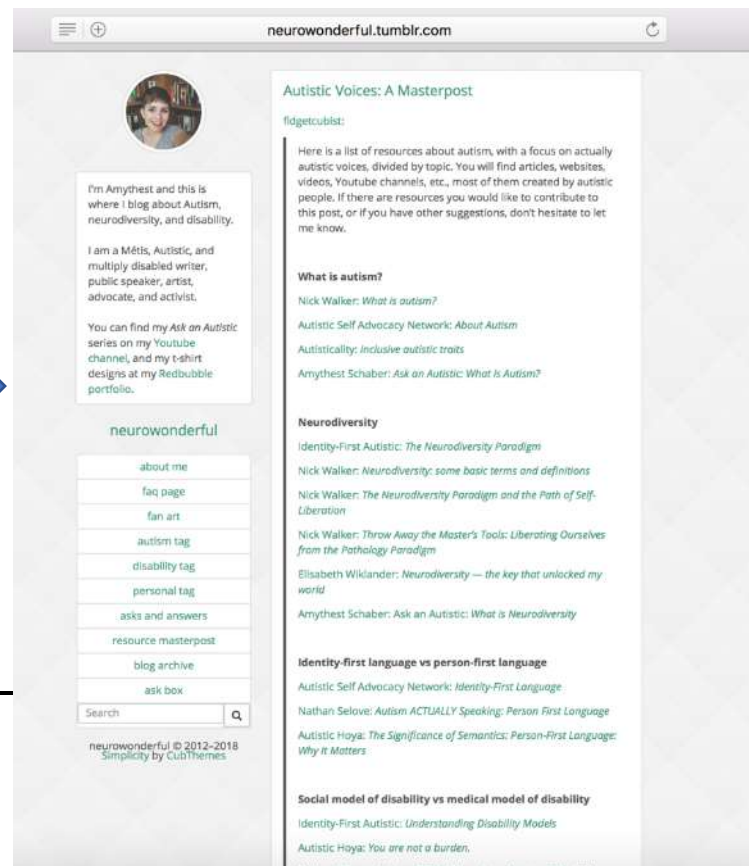 neurowonderful.tumblr.com
I'm Amythest and this is
where I blog about Autism,
neurodiversity, and disability.
I am a Métis, Autistic, and
multiply disabled writer,
public speaker, artist,
advocate, and activist.
You can find my Ask an Autistic
series on my Youtube
channel, and my t-shirt
designs at my Redbubble
portfolio.
neurowonderful
about me
faq page
fan art
autism tag
disability tag
personal tag
asks and answers
resource masterpost
blog archive
ask box
Search
neurowonderful © 2012–2018
Simplicity by CubThemes
Autistic Voices: A Masterpost
fidgetcubist:
Here is a list of resources about autism, with a focus on actually
autistic voices, divided by topic. You will find articles, websites,
videos, Youtube channels, etc., most of them created by autistic
people. If there are resources you would like to contribute to
this post, or if you have other suggestions, don't hesitate to let
me know.
What is autism?
Nick Walker: What is autism?
Autistic Self Advocacy Network: About Autism
Autisticality: Inclusive autistic traits
Amythest Schaber: Ask an Autistic: What Is Autism?
Neurodiversity
Identity-First Autistic: The Neurodiversity Paradigm
Nick Walker: Neurodiversity: some basic terms and definitions
Nick Walker: The Neurodiversity Paradigm and the Path of Self-
Liberation
Nick Walker: Throw Away the Master's Tools: Liberating Ourselves
from the Pathology Paradigm
Elisabeth Wiklander: Neurodiversity — the key that unlocked my
world
Amythest Schaber: Ask an Autistic: What is Neurodiversity
Identity-first language vs person-first language
Autistic Self Advocacy Network: Identity-First Language
Nathan Selove: Autism ACTUALLY Speaking: Person First Language
Autistic Hoya: The Significance of Semantics: Person-First Language:
Why It Matters
Social model of disability vs medical model of disability
Identity-First Autistic: Understanding Disability Models
Autistic Hoya: You are not a burden.